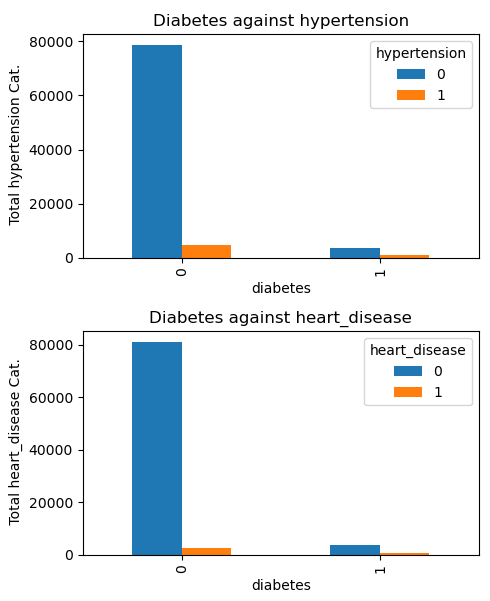 Diabetes against hypertension
Total hypertension Cat.
80000
60000
40000
20000
0
hypertension
0
1
0
1
diabetes
Diabetes against heart_disease
Total heart_disease Cat.
80000
60000
40000
20000
0
heart_disease
0
1
0
1
diabetes